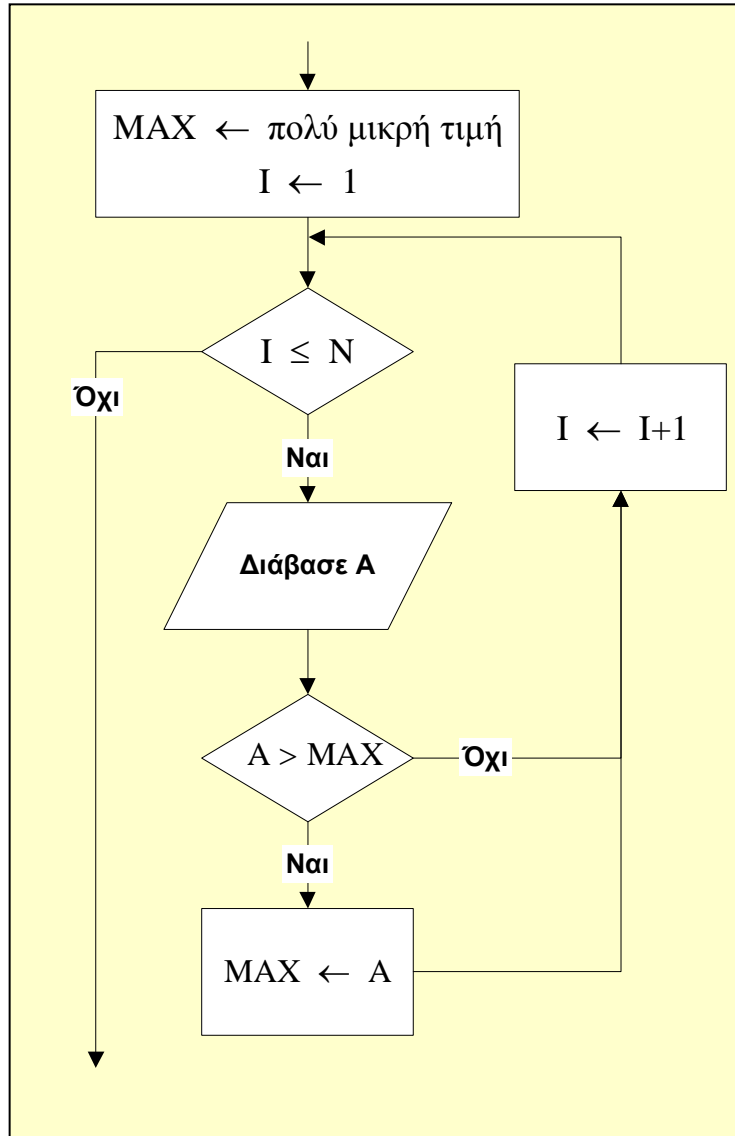 MAX ← πολύ μικρή τιμή
I ← 1
I ≤ N
Όχι
I ← I+1
Ναι
Διάβασε Α
A > MAX
Όχι
Ναι
MAX ← A